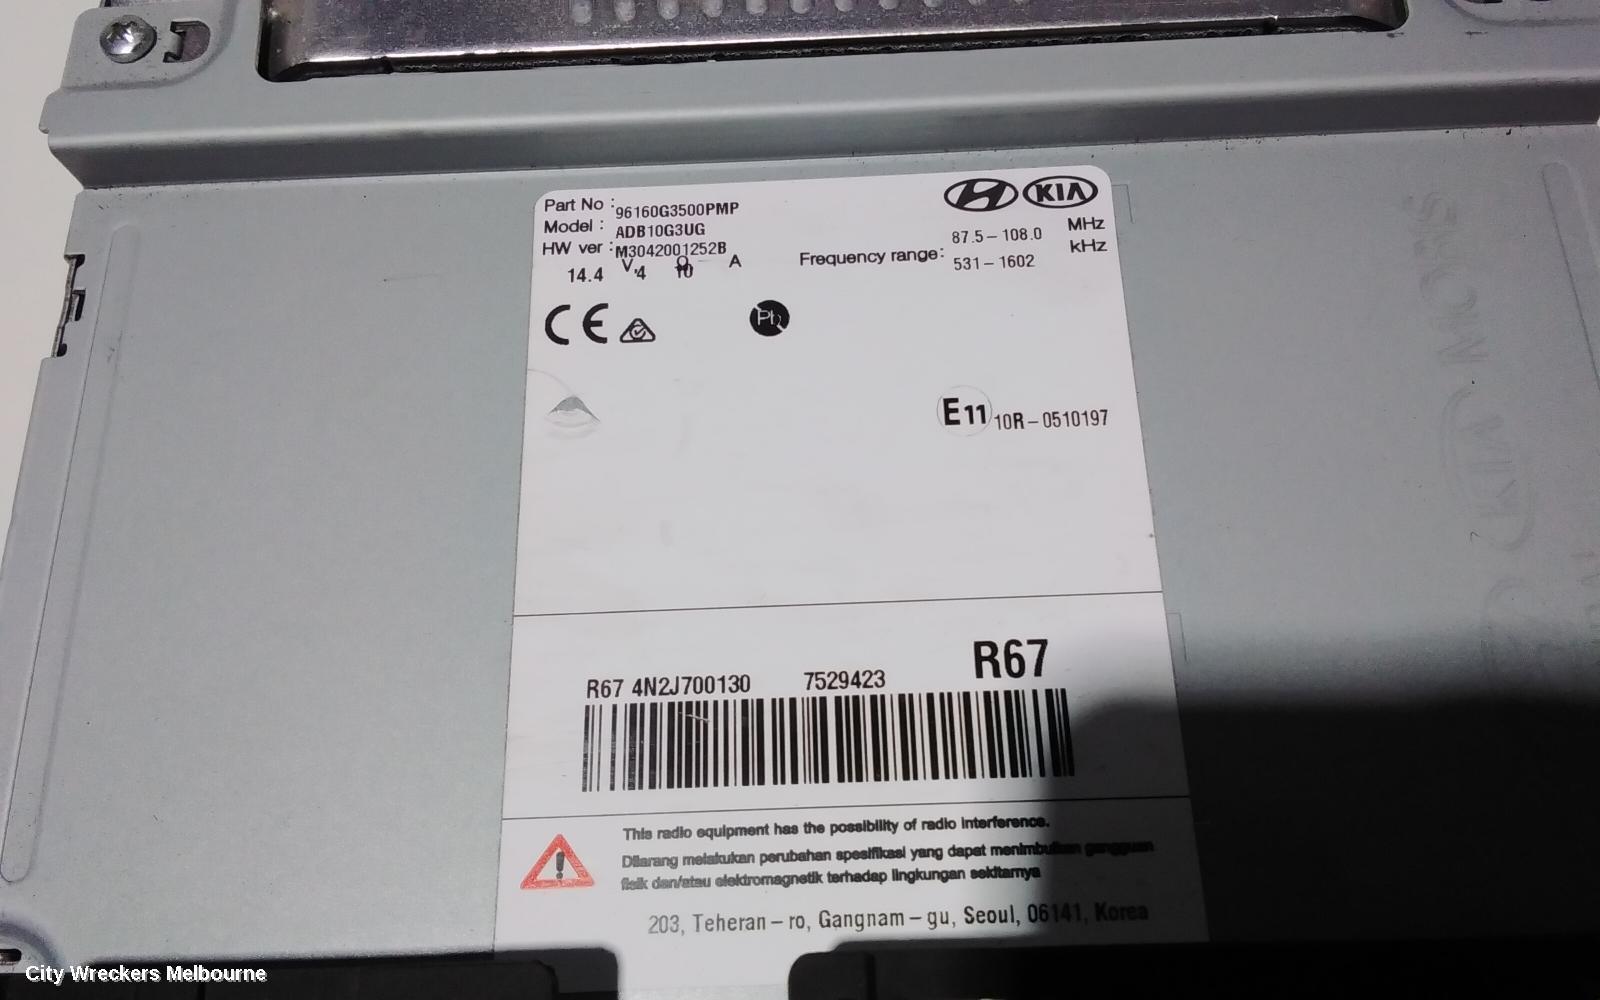 Part No : 96160G3500PMP
Model : ADB10G3UG
HW ver : M3042001252B
14.4 V, 4 A
KIA
Frequency range: 87.5 – 108.0 MHz
531 – 1602 kHz
CE
Pb
E11 10R – 0510197
R67
R67 4N2J700130 7529423
This radio equipment has the possibility of radio interference.
Dilarang melakukan perubahan spesifikasi yang dapat menimbulkan gangguan
fisik dan/atau elektromagnetik terhadap lingkungan sekitarnya
203, Teheran – ro, Gangnam – gu, Seoul, 06141, Korea
City Wreckers Melbourne